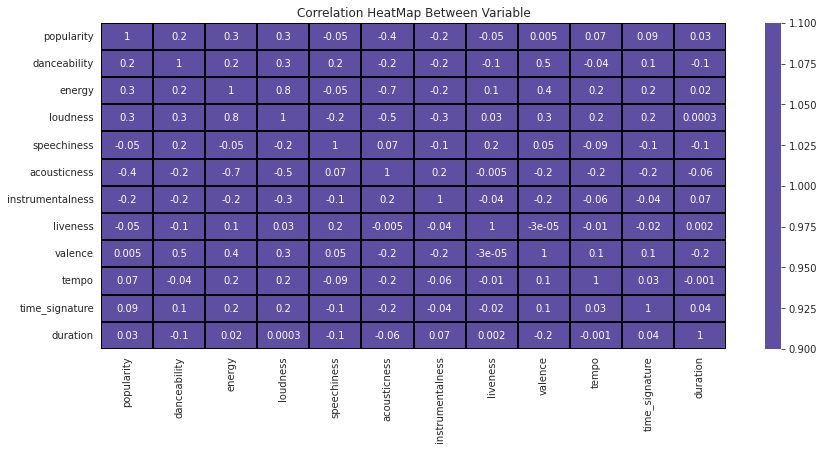 Correlation HeatMap Between Variable
popularity 1 0.2 0.3 0.3 -0.05 -0.4 -0.2 -0.05 0.005 0.07 0.09 0.03
danceability 0.2 1 0.2 0.3 0.2 -0.2 -0.2 -0.1 0.5 -0.04 0.1 -0.1
energy 0.3 0.2 1 0.8 -0.05 -0.7 -0.2 0.1 0.4 0.2 0.2 0.02
loudness 0.3 0.3 0.8 1 -0.2 -0.5 -0.3 0.03 0.3 0.2 0.2 0.0003
speechiness -0.05 0.2 -0.05 -0.2 1 0.07 -0.1 0.2 0.05 -0.09 -0.1 -0.1
acousticness -0.4 -0.2 -0.7 -0.5 0.07 1 0.2 -0.005 -0.2 -0.2 -0.2 -0.06
instrumentalness -0.2 -0.2 -0.2 -0.3 -0.1 0.2 1 -0.04 -0.2 -0.06 -0.04 0.07
liveness -0.05 -0.1 0.1 0.03 0.2 -0.005 -0.04 1 -3e-05 -0.01 -0.02 0.002
valence 0.005 0.5 0.4 0.3 0.05 -0.2 -0.2 -3e-05 1 0.1 0.1 -0.2
tempo 0.07 -0.04 0.2 0.2 -0.09 -0.2 -0.06 -0.01 0.1 1 0.03 -0.001
time_signature 0.09 0.1 0.2 0.2 -0.1 -0.2 -0.04 -0.02 0.1 0.03 1 0.04
duration 0.03 -0.1 0.02 0.0003 -0.1 -0.06 0.07 0.002 -0.2 -0.001 0.04 1
popularity
danceability
energy
loudness
speechiness
acousticness
instrumentalness
liveness
valence
tempo
time_signature
duration
1.100
1.075
1.050
1.025
1.000
0.975
0.950
0.925
0.900